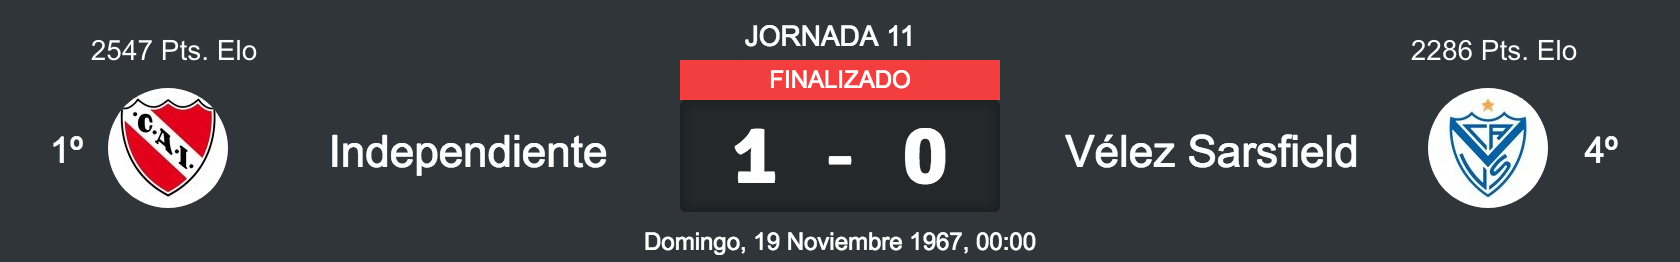 JORNADA 11
2547 Pts. Elo
2286 Pts. Elo
FINALIZADO
1º
C.A.I.
Independiente
1 - 0
Vélez Sarsfield
CAVS
4º
Domingo, 19 Noviembre 1967, 00:00